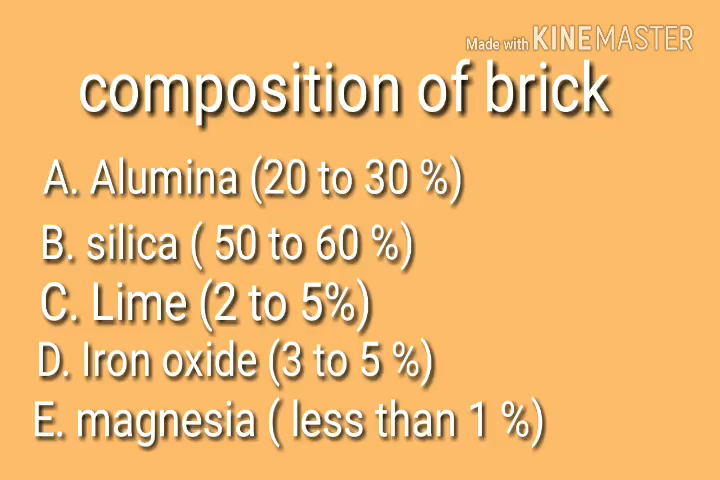 Made with KINEMASTER
composition of brick
A. Alumina (20 to 30 %)
B. silica ( 50 to 60 %)
C. Lime (2 to 5%)
D. Iron oxide (3 to 5 %)
E. magnesia ( less than 1 %)